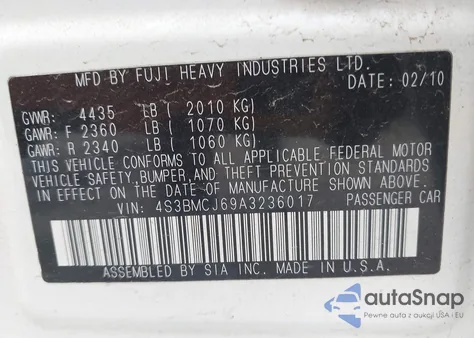 MFD BY FUJI HEAVY INDUSTRIES LTD.
DATE: 02/10
GVWR: 4435 LB ( 2010 KG)
GAWR: F 2360 LB ( 1070 KG)
GAWR: R 2340 LB ( 1060 KG)
THIS VEHICLE CONFORMS TO ALL APPLICABLE FEDERAL MOTOR
VEHICLE SAFETY, BUMPER, AND THEFT PREVENTION STANDARDS
IN EFFECT ON THE DATE OF MANUFACTURE SHOWN ABOVE.
VIN: 4S3BMCJ69A3236017 PASSENGER CAR
ASSEMBLED BY SIA INC. MADE IN U.S.A.
autoSnap
Pewne auta z aukcji USA i EU